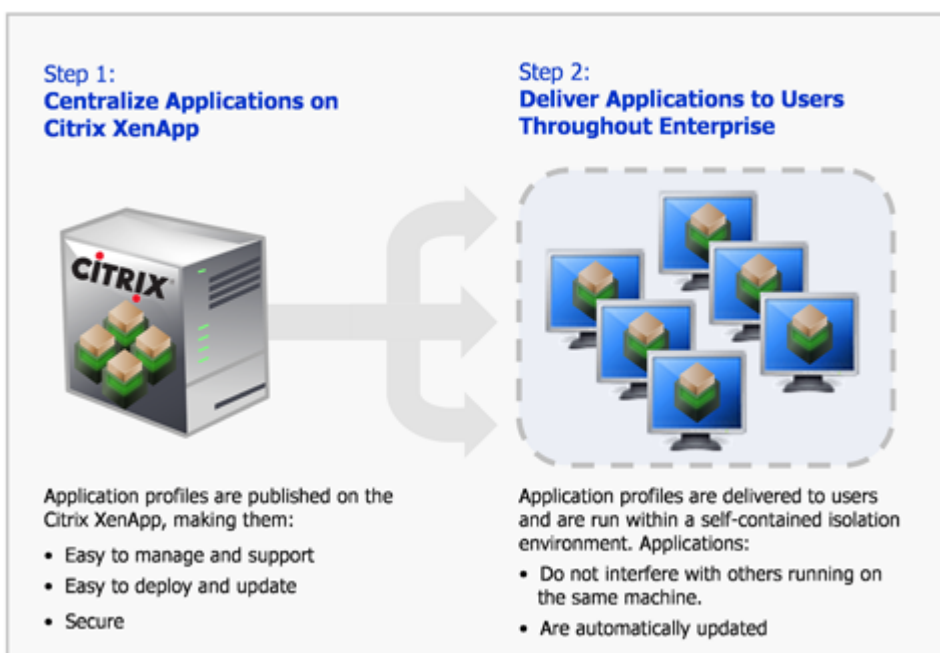 Step 1:
Centralize Applications on
Citrix XenApp
CITRIX
Application profiles are published on the
Citrix XenApp, making them:
• Easy to manage and support
• Easy to deploy and update
• Secure
Step 2:
Deliver Applications to Users
Throughout Enterprise
Application profiles are delivered to users
and are run within a self-contained isolation
environment. Applications:
• Do not interfere with others running on
the same machine.
• Are automatically updated